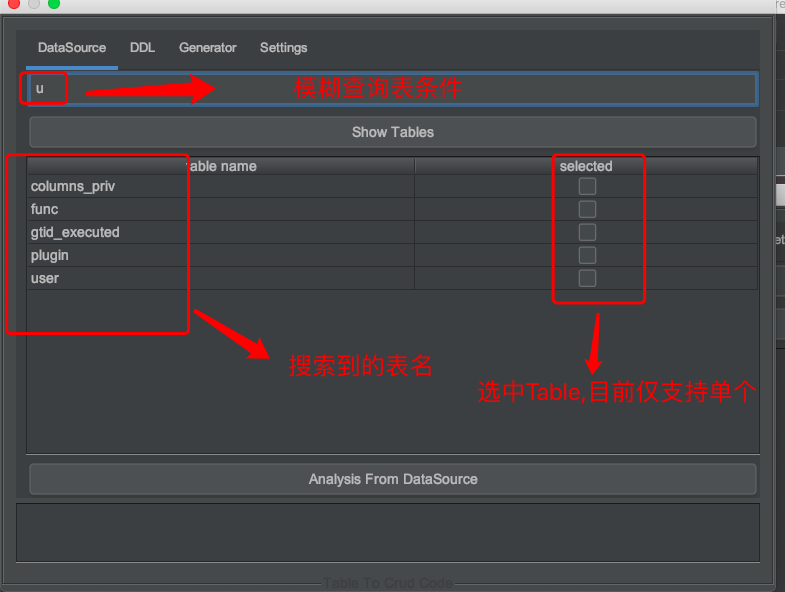 DataSource DDL Generator Settings
u 模糊查询表条件
Show Tables
table name selected
columns_priv
func
gtid_executed
plugin
user
搜索到的表名
选中Table,目前仅支持单个
Analysis From DataSource
Table To Crud Code